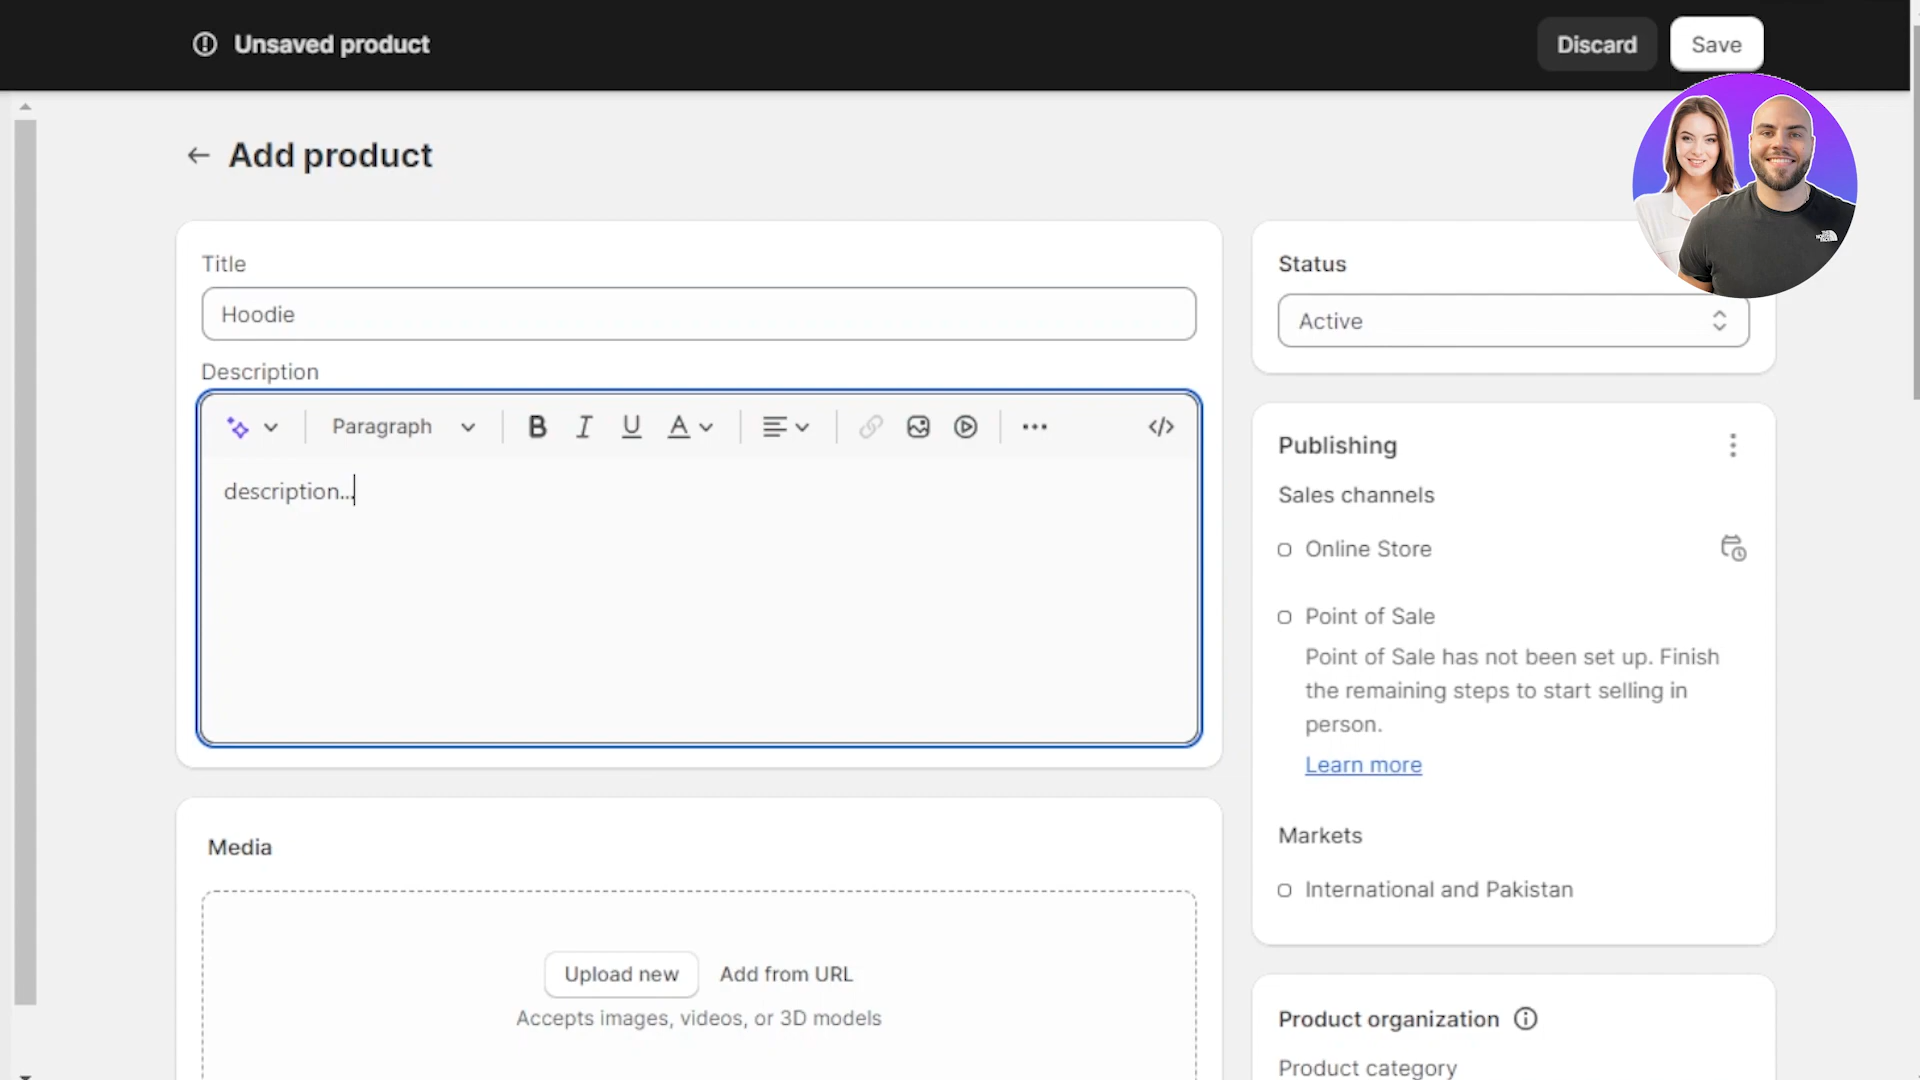 Unsaved product
Discard
Save
Add product
Title
Hoodie
Description
Paragraph
B I U A
description...
Media
Upload new
Add from URL
Accepts images, videos, or 3D models
Status
Active
Publishing
Sales channels
Online Store
Point of Sale
Point of Sale has not been set up. Finish
the remaining steps to start selling in
person.
Learn more
Markets
International and Pakistan
Product organization
Product category